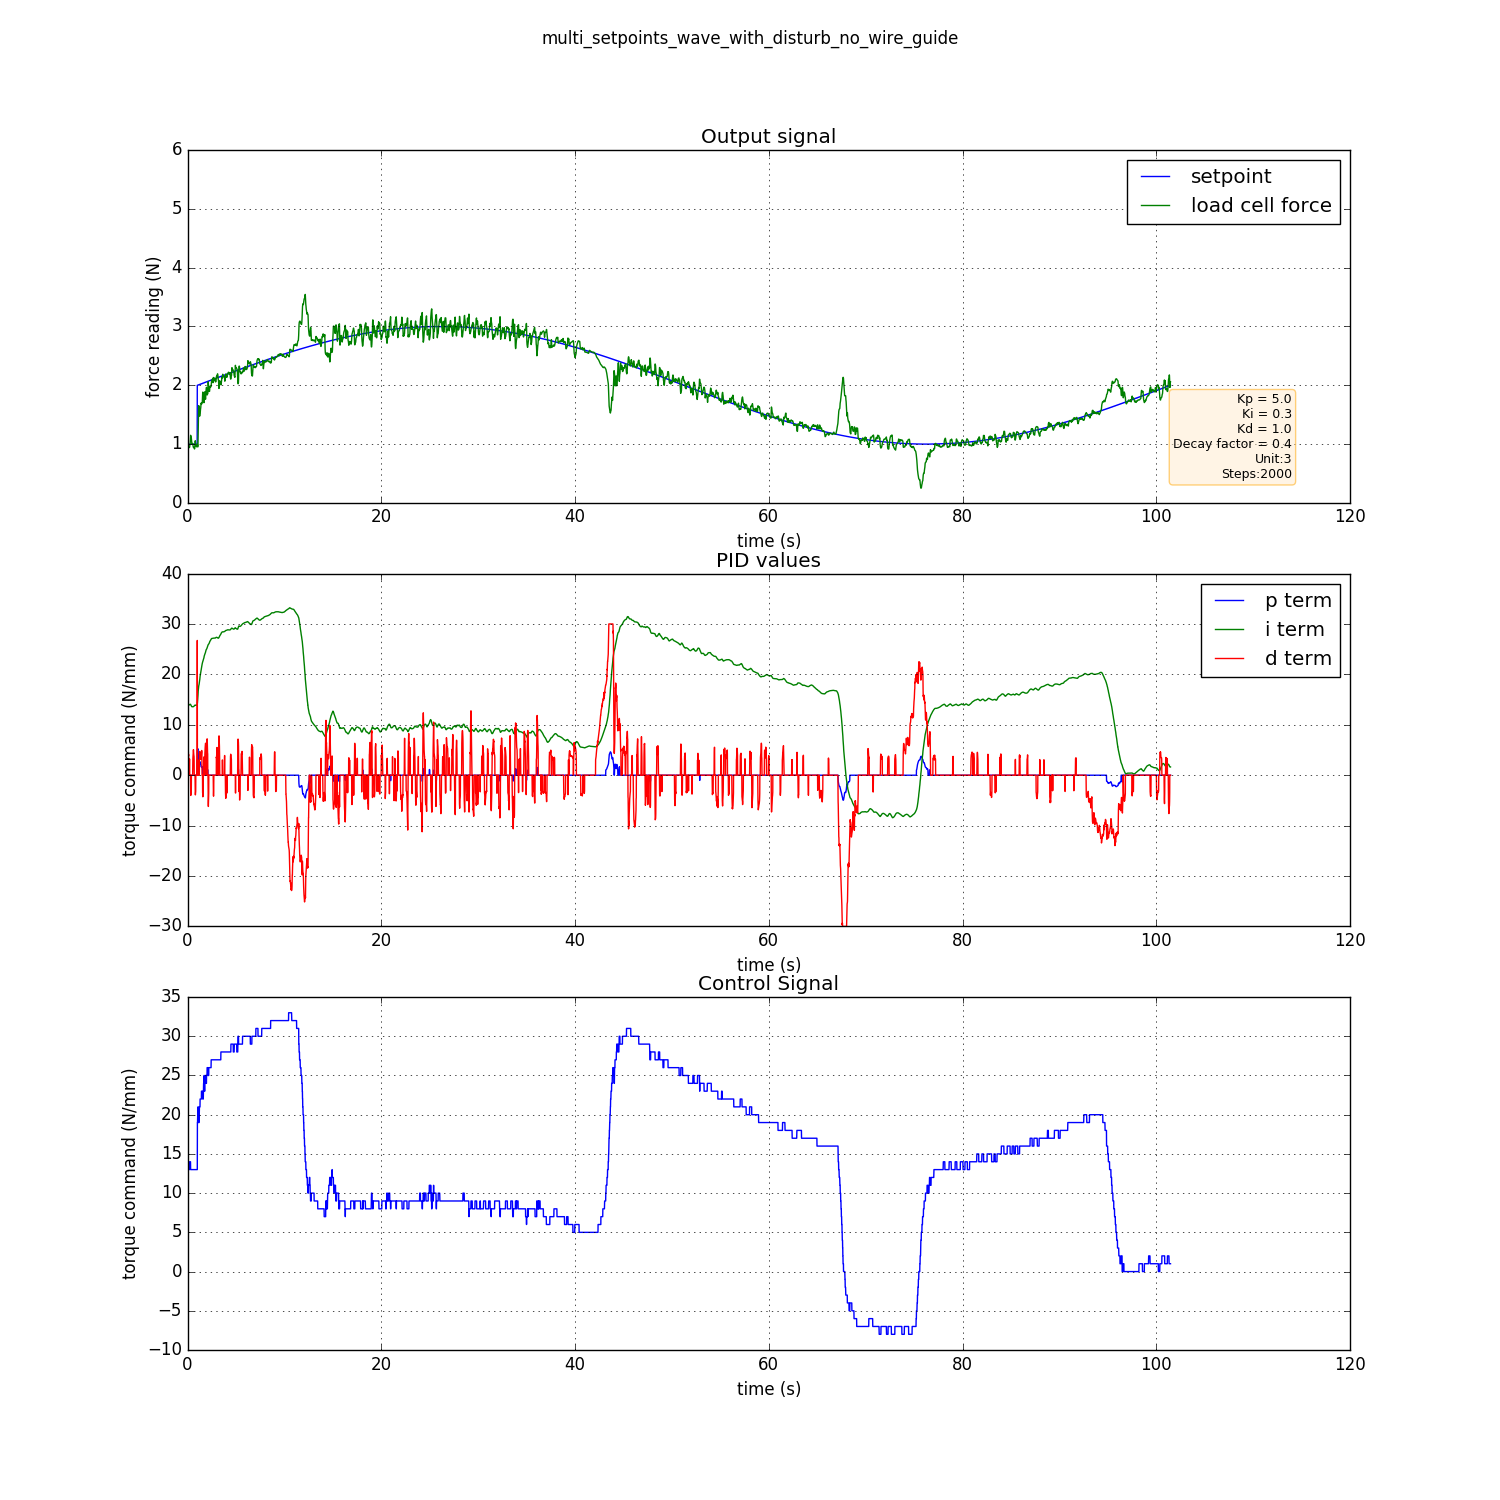 multi_setpoints_wave_with_disturb_no_wire_guide
Output signal
6
5
4
3
2
1
0
force reading (N)
setpoint
load cell force
Kp = 5.0
Ki = 0.3
Kd = 1.0
Decay factor = 0.4
Unit:3
Steps:2000
0 20 40 60 80 100 120
time (s)
PID values
40
30
20
10
0
−10
−20
−30
torque command (N/mm)
p term
i term
d term
0 20 40 60 80 100 120
time (s)
Control Signal
35
30
25
20
15
10
5
0
−5
−10
torque command (N/mm)
0 20 40 60 80 100 120
time (s)